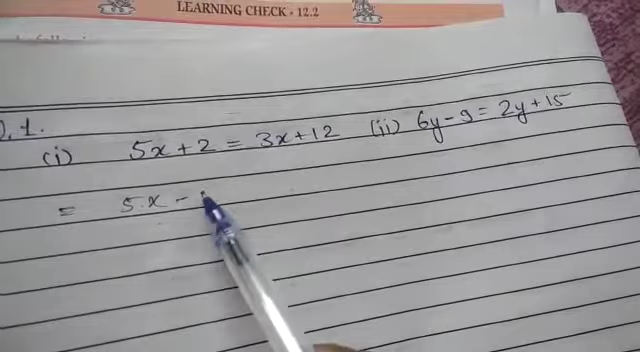 LEARNING CHECK - 12.2
1.
(i) 5x + 2 = 3x + 12 (ii) 6y - 9 = 2y + 15
= 5x -